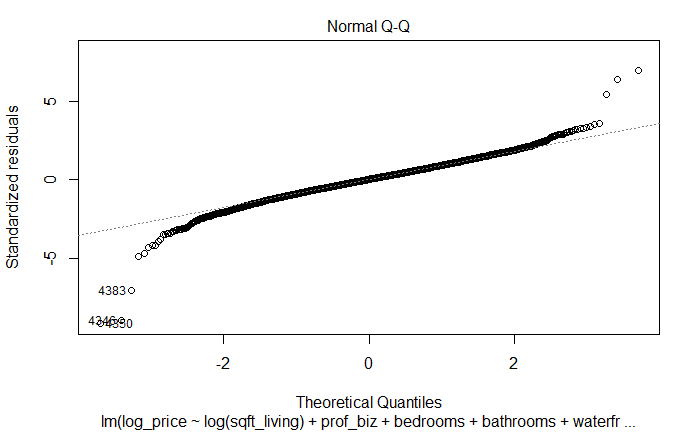 Normal Q-Q
Standardized residuals
5
0
-5
4383
4346
4350
-2
0
2
Theoretical Quantiles
lm(log_price ~ log(sqft_living) + prof_biz + bedrooms + bathrooms + waterfr ...